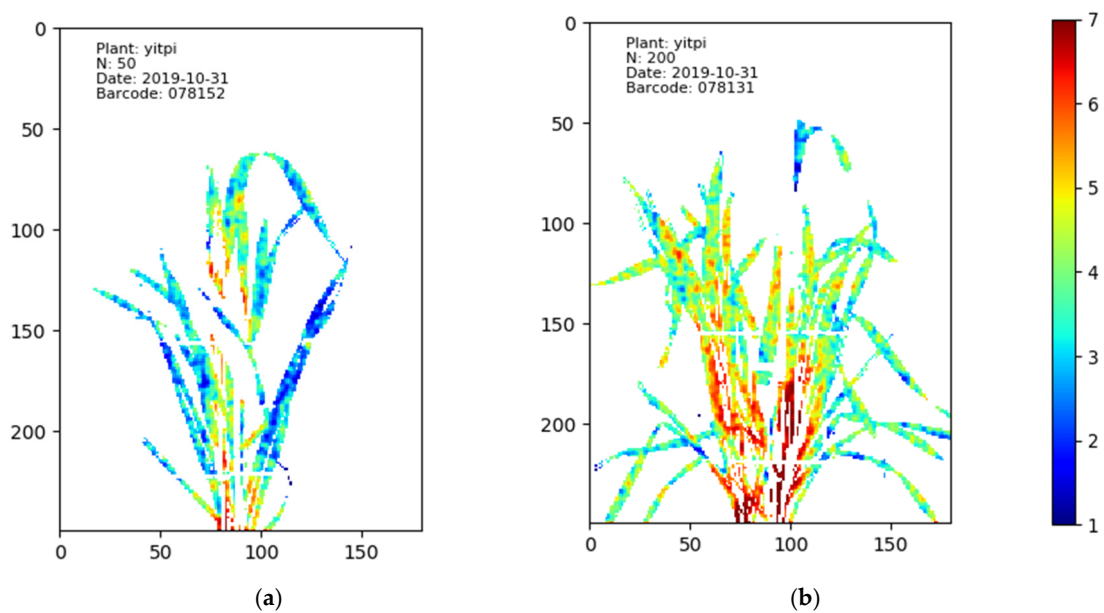 Plant: yitpi
N: 50
Date: 2019-10-31
Barcode: 078152
0
50
100
150
200
0 50 100 150
(a)
Plant: yitpi
N: 200
Date: 2019-10-31
Barcode: 078131
0
50
100
150
200
0 50 100 150
(b)
7
6
5
4
3
2
1